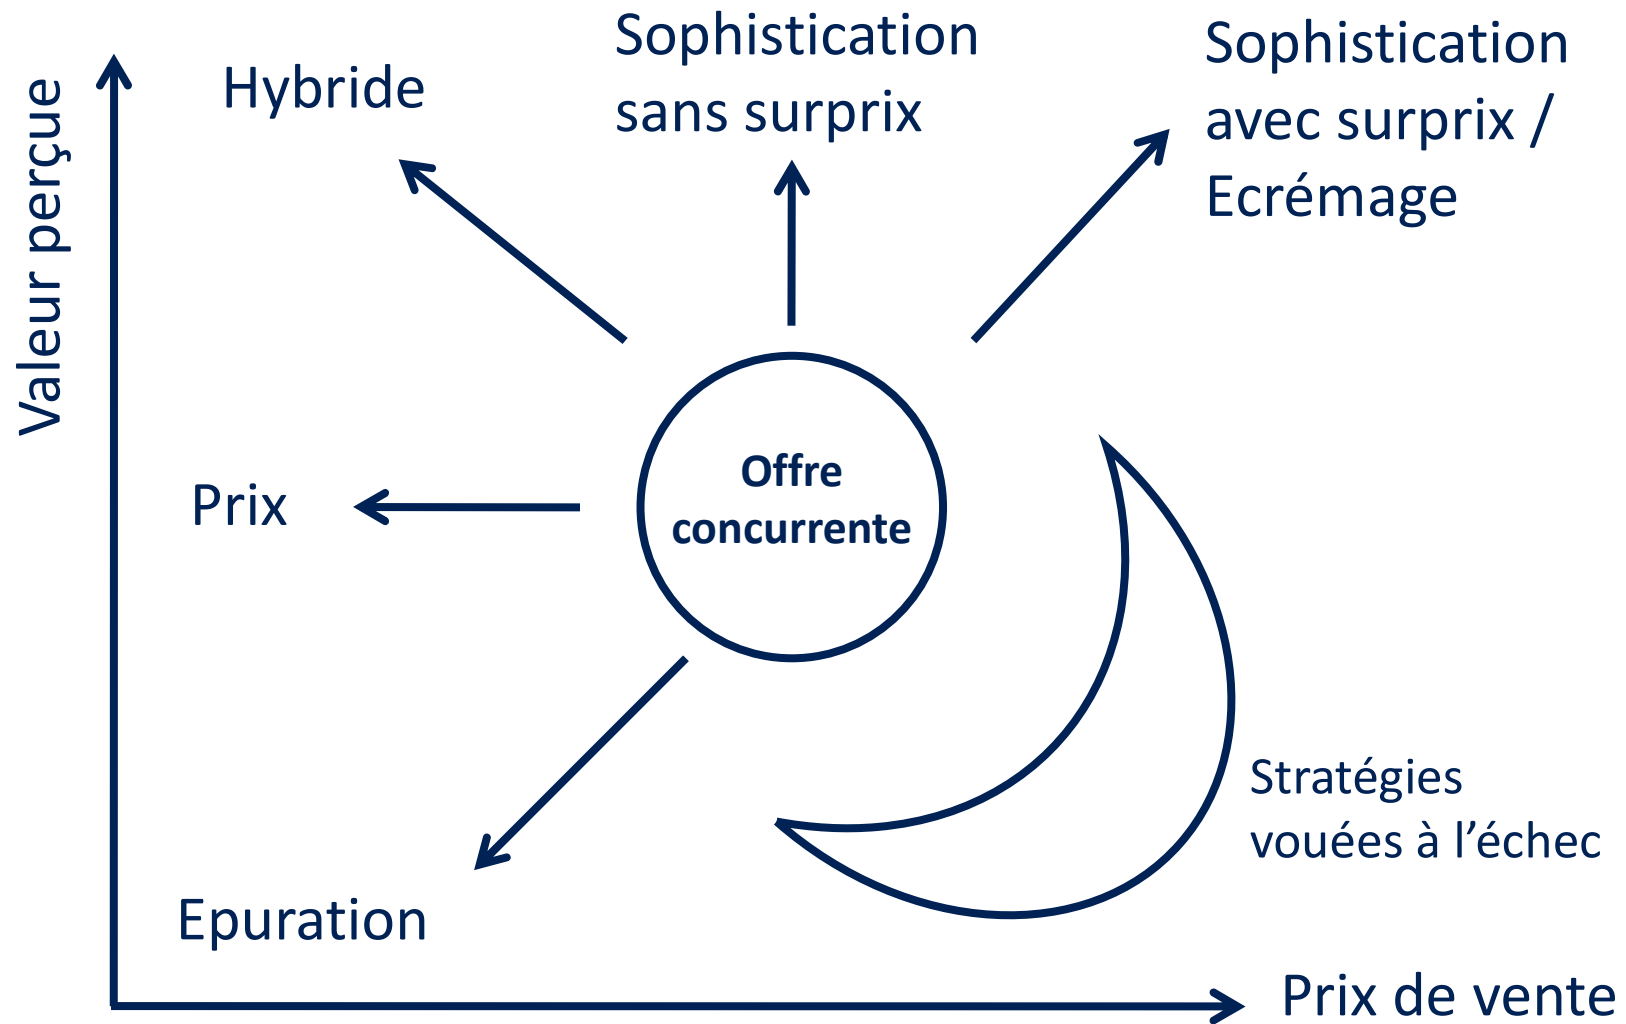 Valeur perçue
Hybride
Sophistication
sans surprix
Sophistication
avec surprix /
Ecrémage
Prix
Offre
concurrente
Epuration
Stratégies
vouées à l’échec
Prix de vente